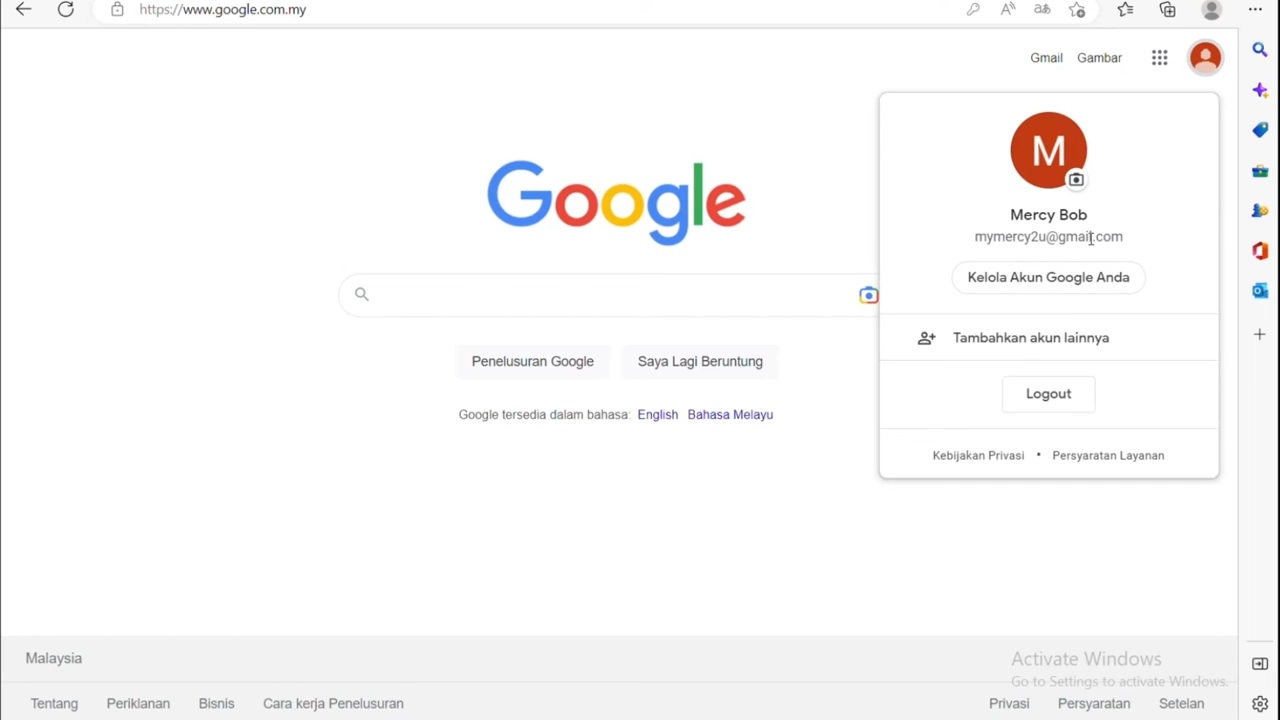 https://www.google.com.my
Gmail Gambar
M
Mercy Bob
mymercy2u@gmail.com
Google
Kelola Akun Google Anda
Tambahkan akun lainnya
Penelusuran Google Saya Lagi Beruntung
Logout
Google tersedia dalam bahasa: English Bahasa Melayu
Kebijakan Privasi • Persyaratan Layanan
Malaysia
Activate Windows
Go to Settings to activate Windows.
Tentang Periklanan Bisnis Cara kerja Penelusuran Privasi Persyaratan Setelan